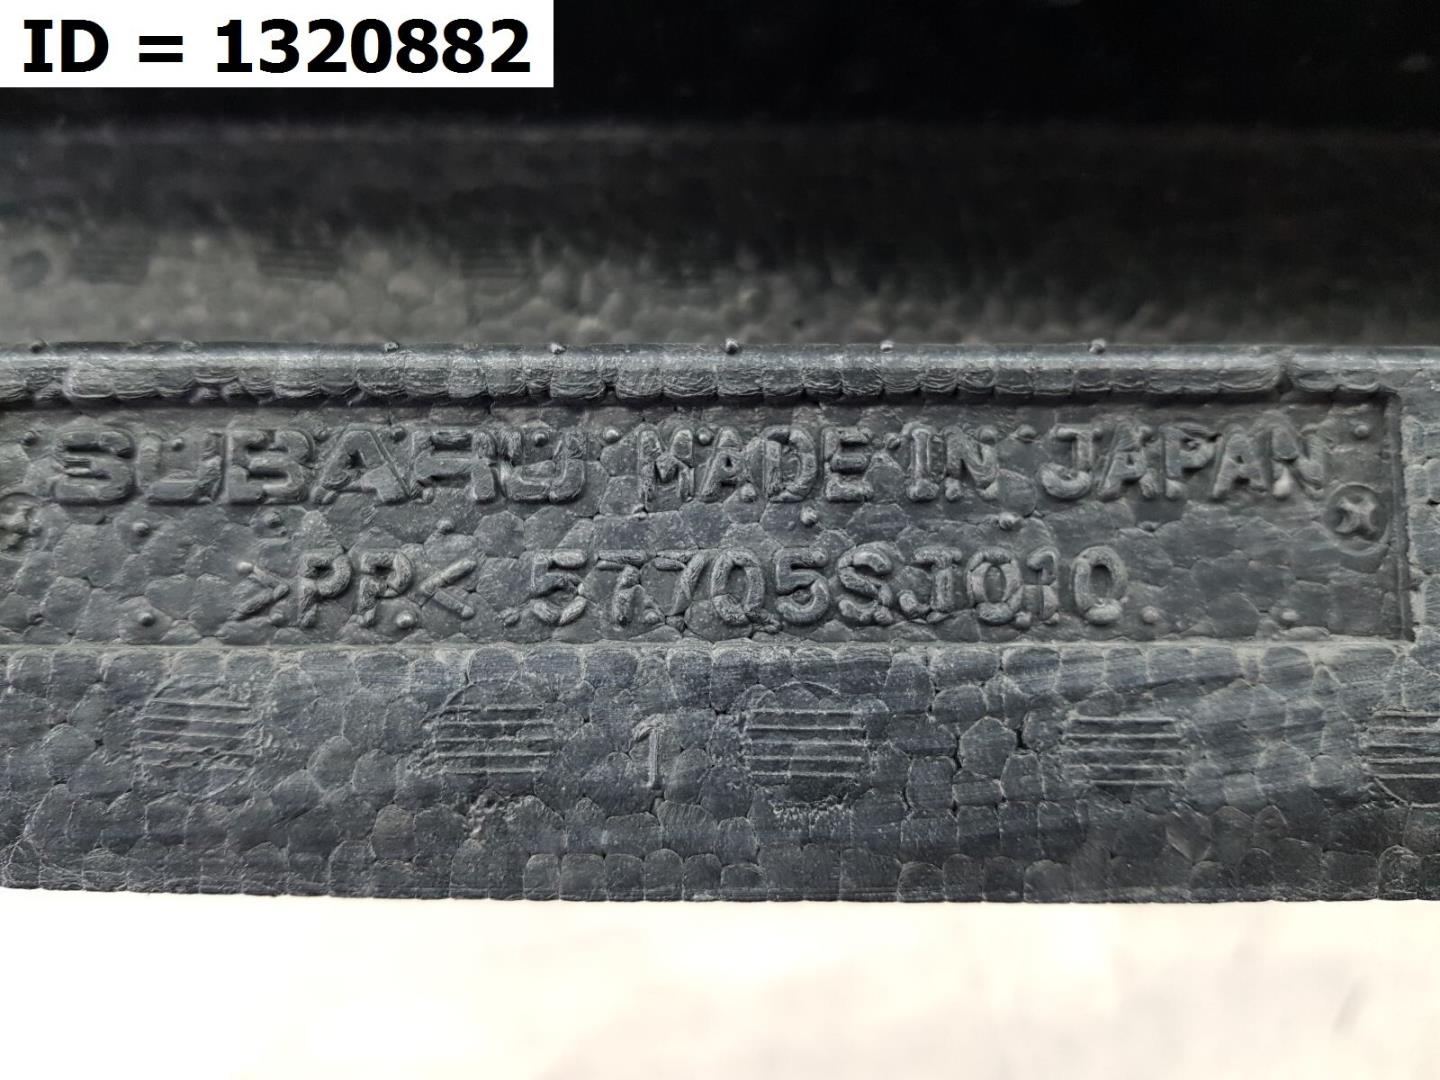 ID = 1320882
SUBARU MADE IN JAPAN
>PP< 57705SJ010
1